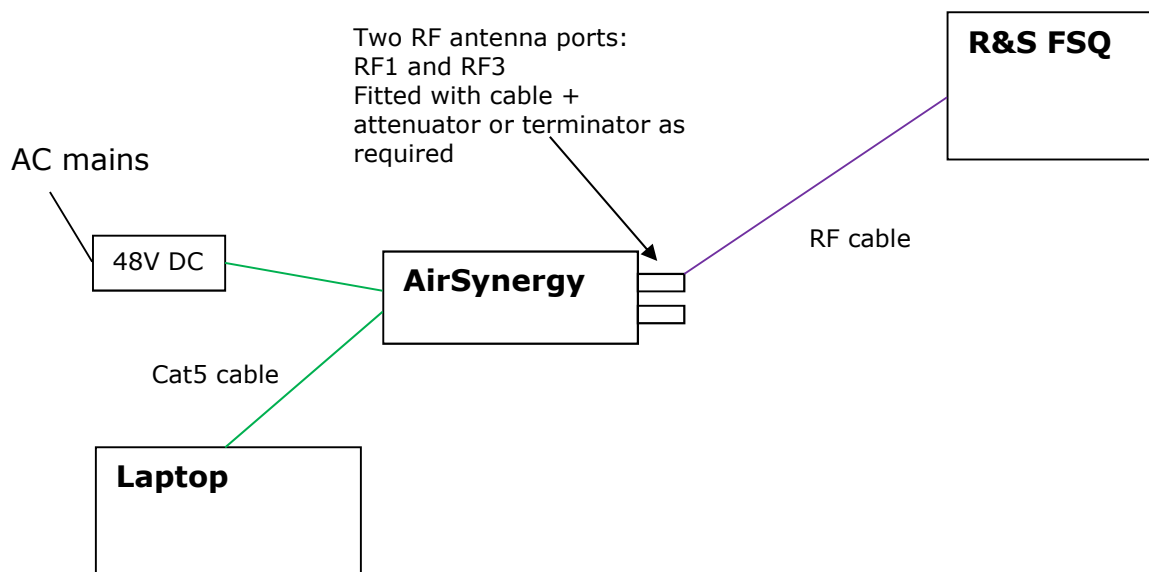 Two RF antenna ports:
RF1 and RF3
Fitted with cable +
attenuator or terminator as
required
R&S FSQ
AC mains
48V DC
AirSynergy
RF cable
Cat5 cable
Laptop